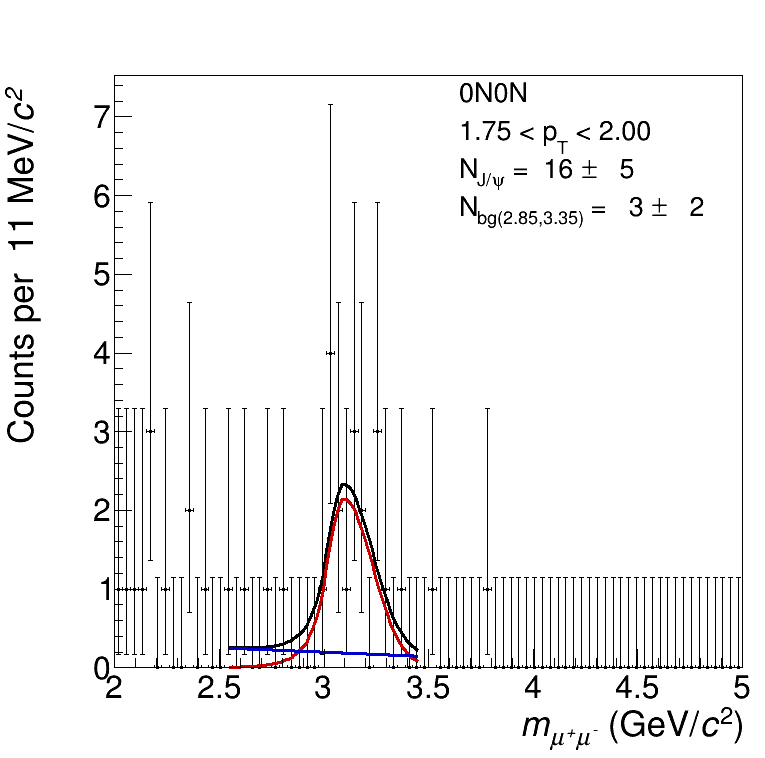 0N0N
1.75 < p_T < 2.00
N_J/ψ = 16 ± 5
N_bg(2.85,3.35) = 3 ± 2
Counts per 11 MeV/c²
7
6
5
4
3
2
1
0
2 2.5 3 3.5 4 4.5 5
m_μ⁺μ⁻ (GeV/c²)